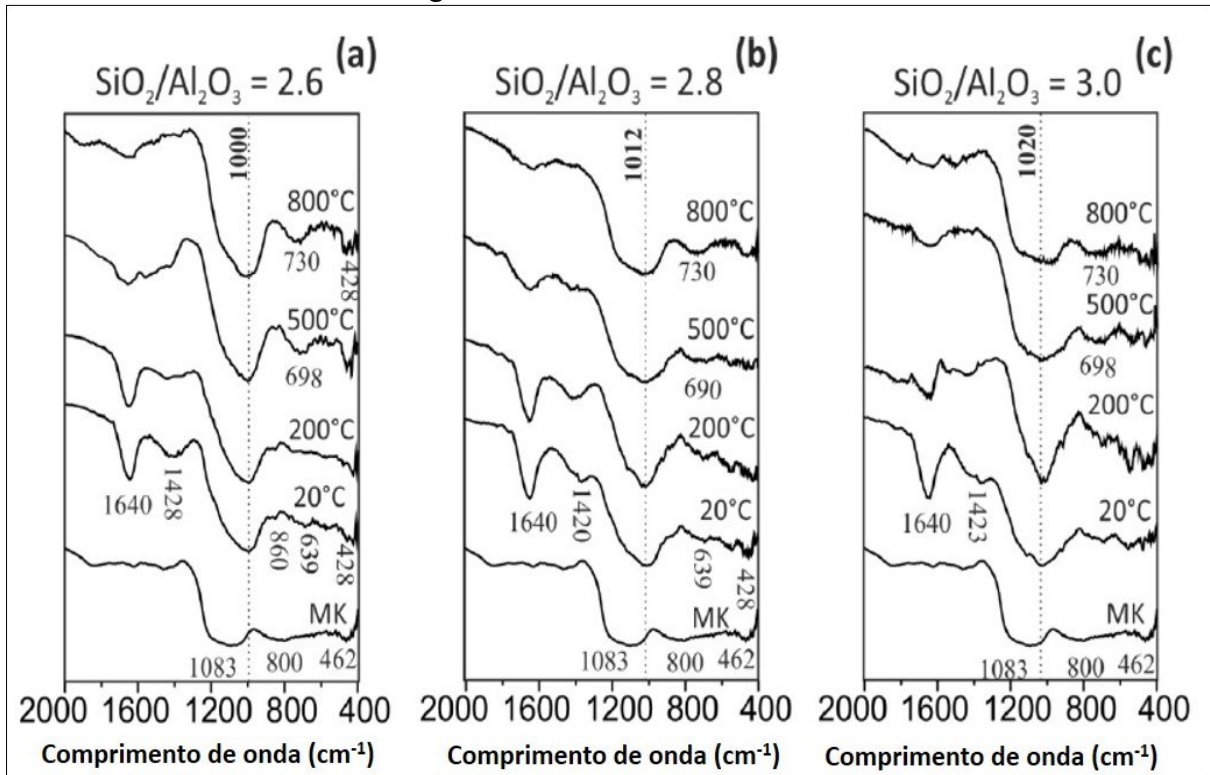 (a)
SiO₂/Al₂O₃ = 2.6
1000
800°C
730
428
500°C
698
200°C
1640
1428
20°C
860
639
428
MK
1083
800
462
2000 1600 1200 800 400
Comprimento de onda (cm⁻¹)
(b)
SiO₂/Al₂O₃ = 2.8
1012
800°C
730
500°C
690
200°C
1640
1420
20°C
639
428
MK
1083
800
462
2000 1600 1200 800 400
Comprimento de onda (cm⁻¹)
(c)
SiO₂/Al₂O₃ = 3.0
1020
800°C
730
500°C
698
200°C
1640
1423
20°C
MK
1083
800
462
2000 1600 1200 800 400
Comprimento de onda (cm⁻¹)